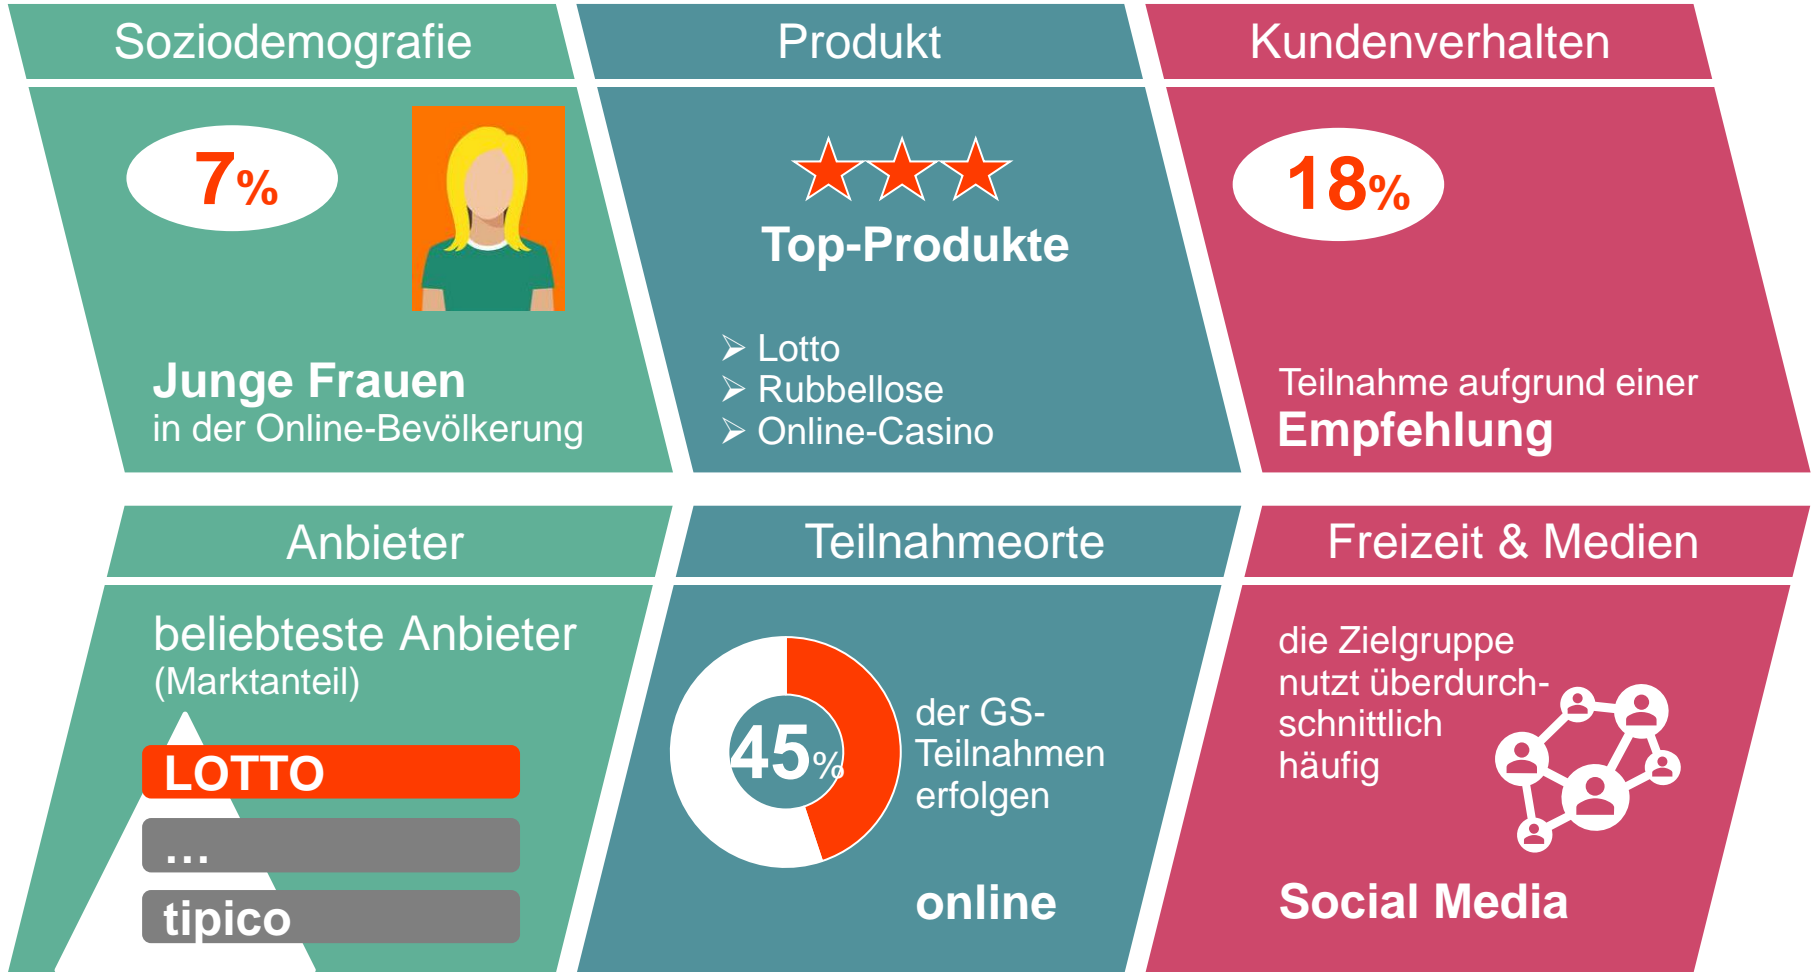 Soziodemografie
7%
Junge Frauen
in der Online-Bevölkerung
Produkt
Top-Produkte
Lotto
Rubbellose
Online-Casino
Kundenverhalten
18%
Teilnahme aufgrund einer
Empfehlung
Anbieter
beliebteste Anbieter
(Marktanteil)
LOTTO
…
tipico
Teilnahmeorte
45%
der GS-
Teilnahmen
erfolgen
online
Freizeit & Medien
die Zielgruppe
nutzt überdurch-
schnittlich
häufig
Social Media